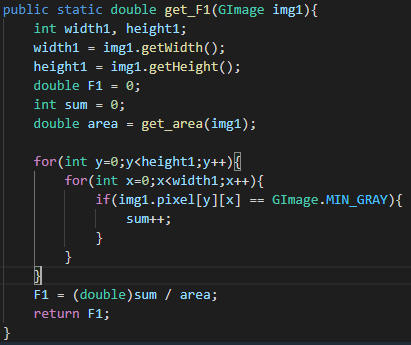 public static double get_F1(GImage img1){
    int width1, height1;
    width1 = img1.getWidth();
    height1 = img1.getHeight();
    double F1 = 0;
    int sum = 0;
    double area = get_area(img1);

    for(int y=0;y<height1;y++){
        for(int x=0;x<width1;x++){
            if(img1.pixel[y][x] == GImage.MIN_GRAY){
                sum++;
            }
        }
    }
    F1 = (double)sum / area;
    return F1;
}